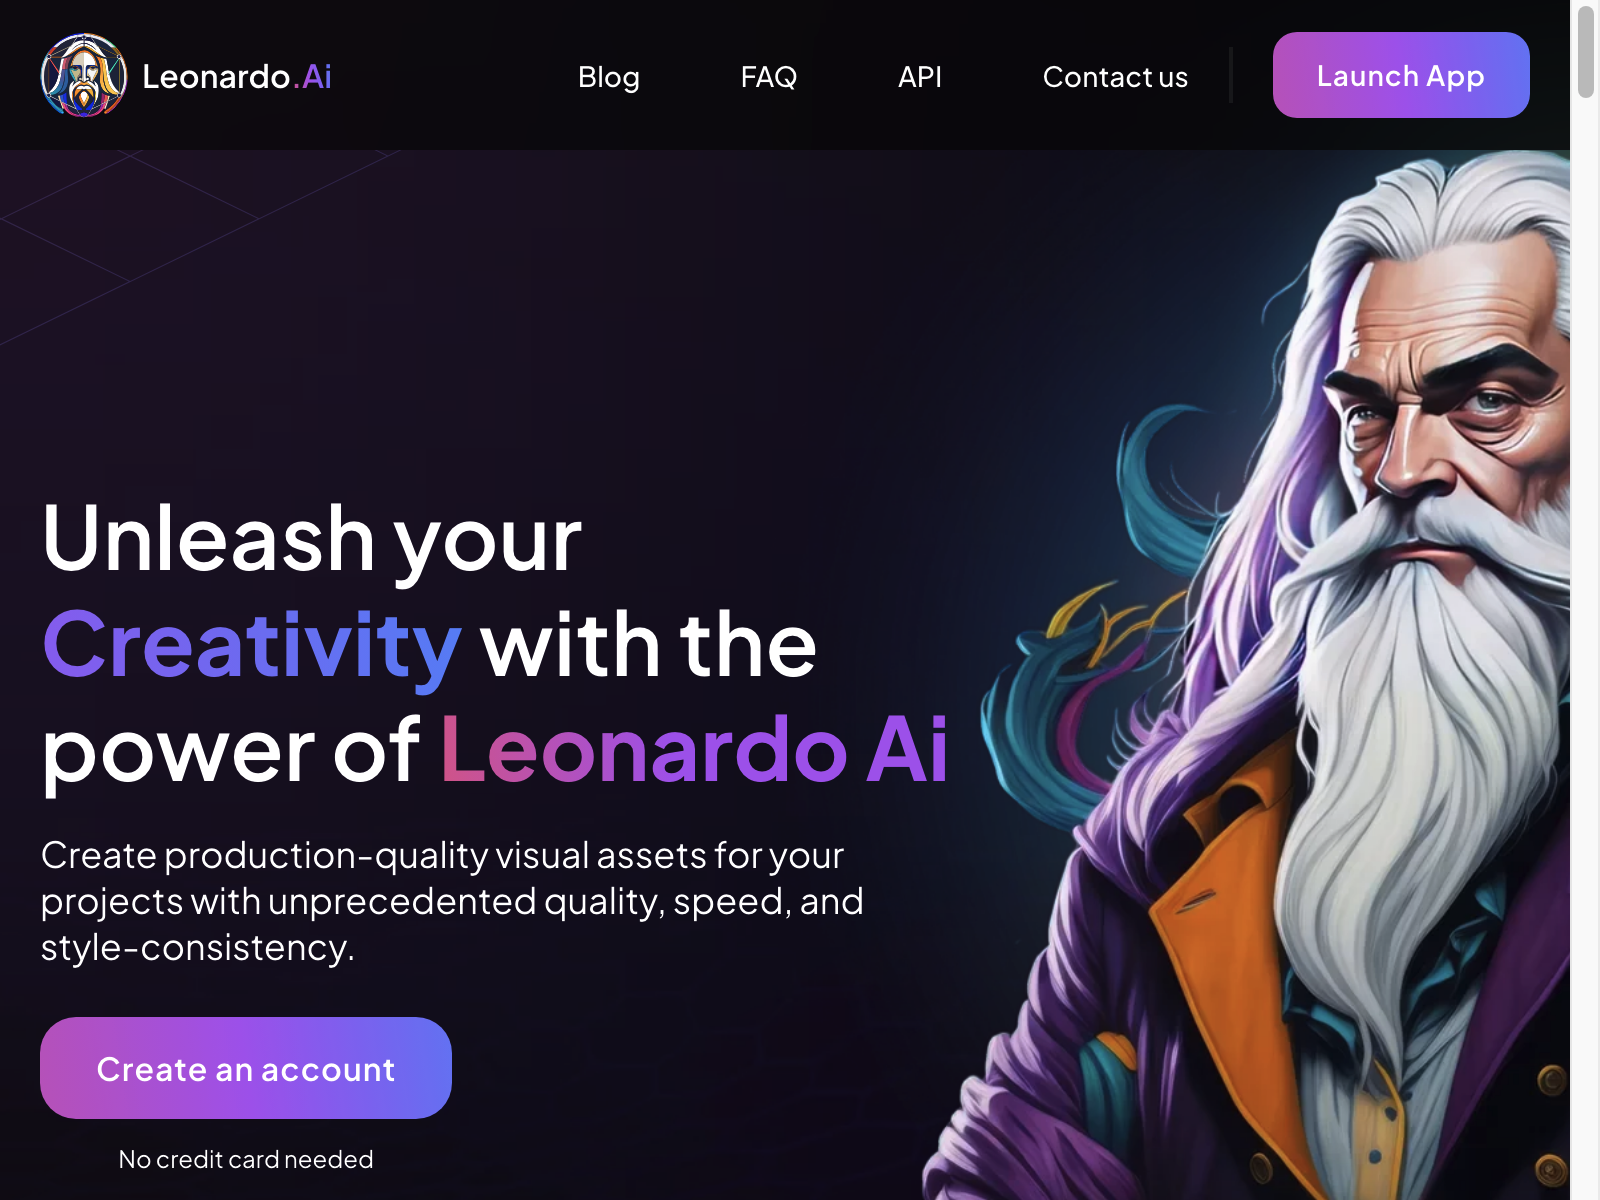 Leonardo.Ai
Blog
FAQ
API
Contact us
Launch App
Unleash your
Creativity with the
power of Leonardo Ai
Create production-quality visual assets for your
projects with unprecedented quality, speed, and
style-consistency.
Create an account
No credit card needed